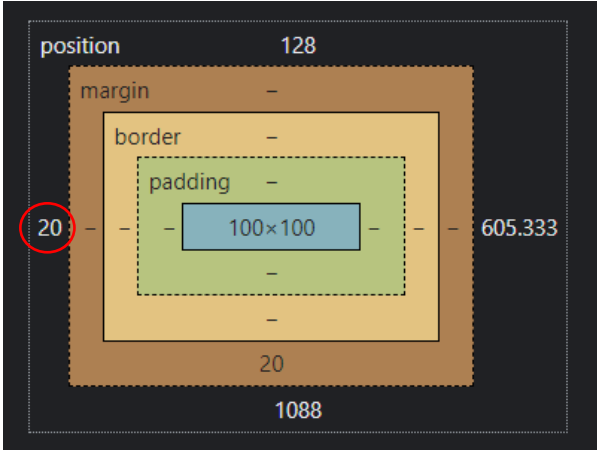 position 128
margin –
border –
padding –
20 – – – 100×100 – – – 605.333
–
–
20
1088